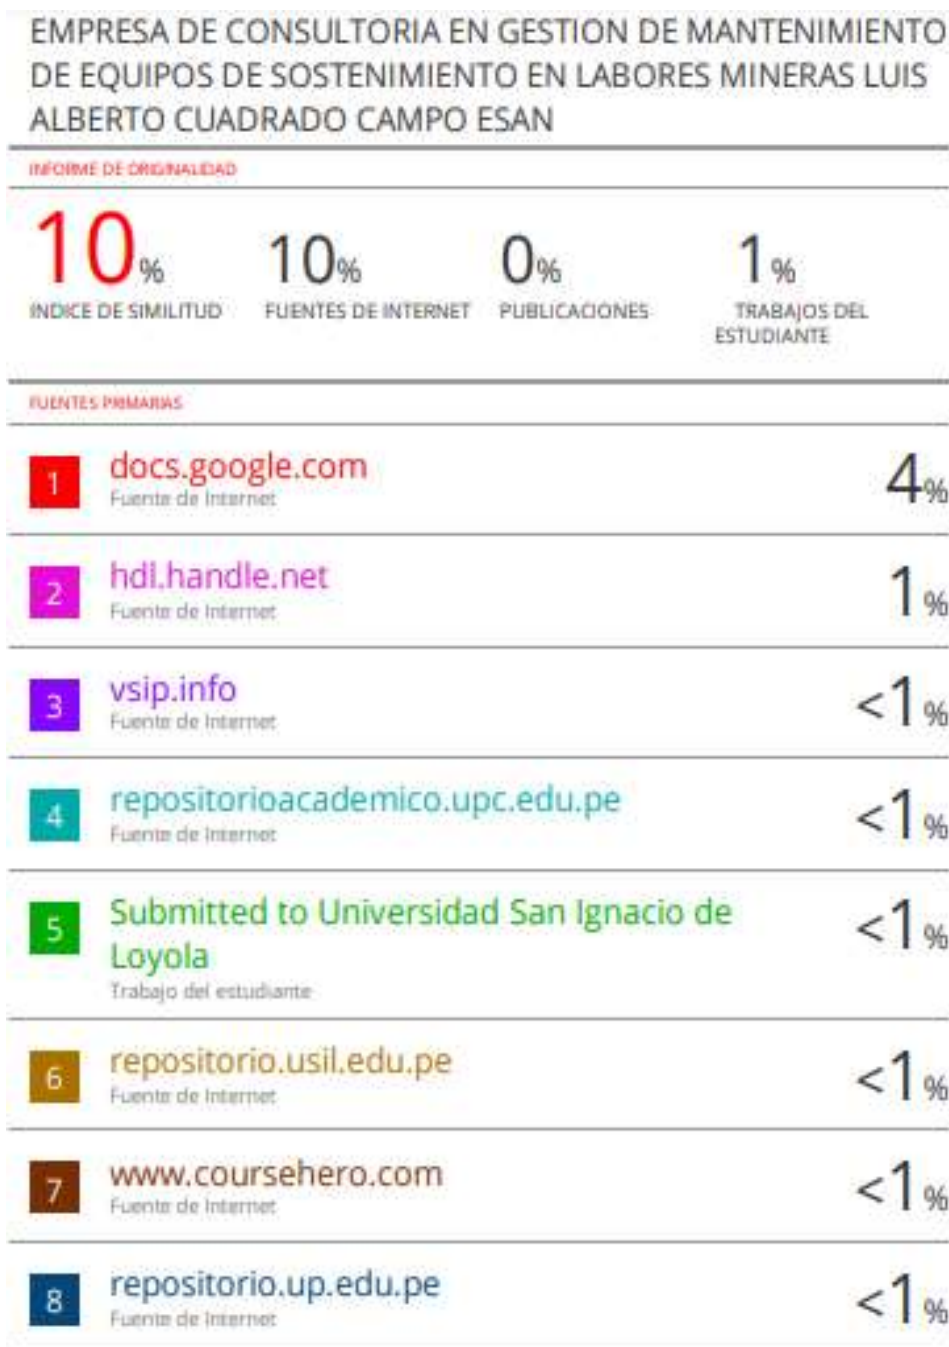 EMPRESA DE CONSULTORIA EN GESTION DE MANTENIMIENTO
DE EQUIPOS DE SOSTENIMIENTO EN LABORES MINERAS LUIS
ALBERTO CUADRADO CAMPO ESAN
INFORME DE ORIGINALIDAD
10% 10% 0% 1%
INDICE DE SIMILITUD FUENTES DE INTERNET PUBLICACIONES TRABAJOS DEL
ESTUDIANTE
FUENTES PRIMARIAS
1 docs.google.com 4%
Fuente de Internet
2 hdl.handle.net 1%
Fuente de Internet
3 vsip.info <1%
Fuente de Internet
4 repositorioacademico.upc.edu.pe <1%
Fuente de Internet
5 Submitted to Universidad San Ignacio de <1%
Loyola
Trabajo del estudiante
6 repositorio.usil.edu.pe <1%
Fuente de Internet
7 www.coursehero.com <1%
Fuente de Internet
8 repositorio.up.edu.pe <1%
Fuente de Internet